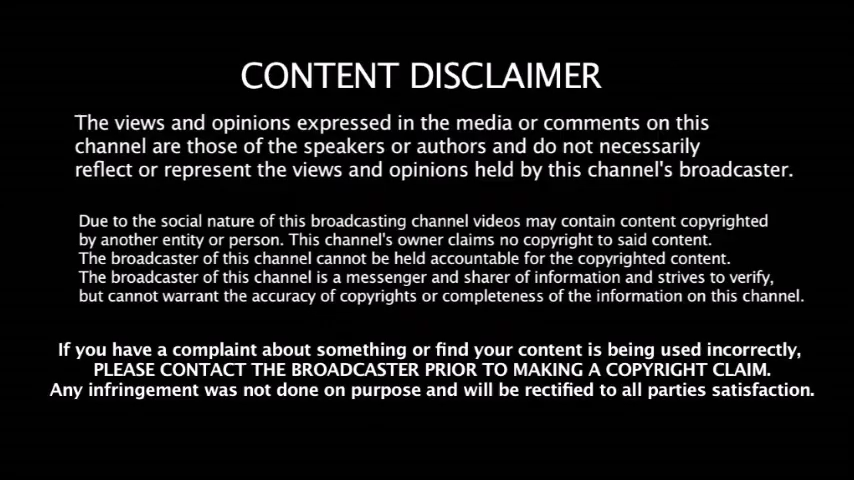 CONTENT DISCLAIMER
The views and opinions expressed in the media or comments on this
channel are those of the speakers or authors and do not necessarily
reflect or represent the views and opinions held by this channel's broadcaster.
Due to the social nature of this broadcasting channel videos may contain content copyrighted
by another entity or person. This channel's owner claims no copyright to said content.
The broadcaster of this channel cannot be held accountable for the copyrighted content.
The broadcaster of this channel is a messenger and sharer of information and strives to verify,
but cannot warrant the accuracy of copyrights or completeness of the information on this channel.
If you have a complaint about something or find your content is being used incorrectly,
PLEASE CONTACT THE BROADCASTER PRIOR TO MAKING A COPYRIGHT CLAIM.
Any infringement was not done on purpose and will be rectified to all parties satisfaction.